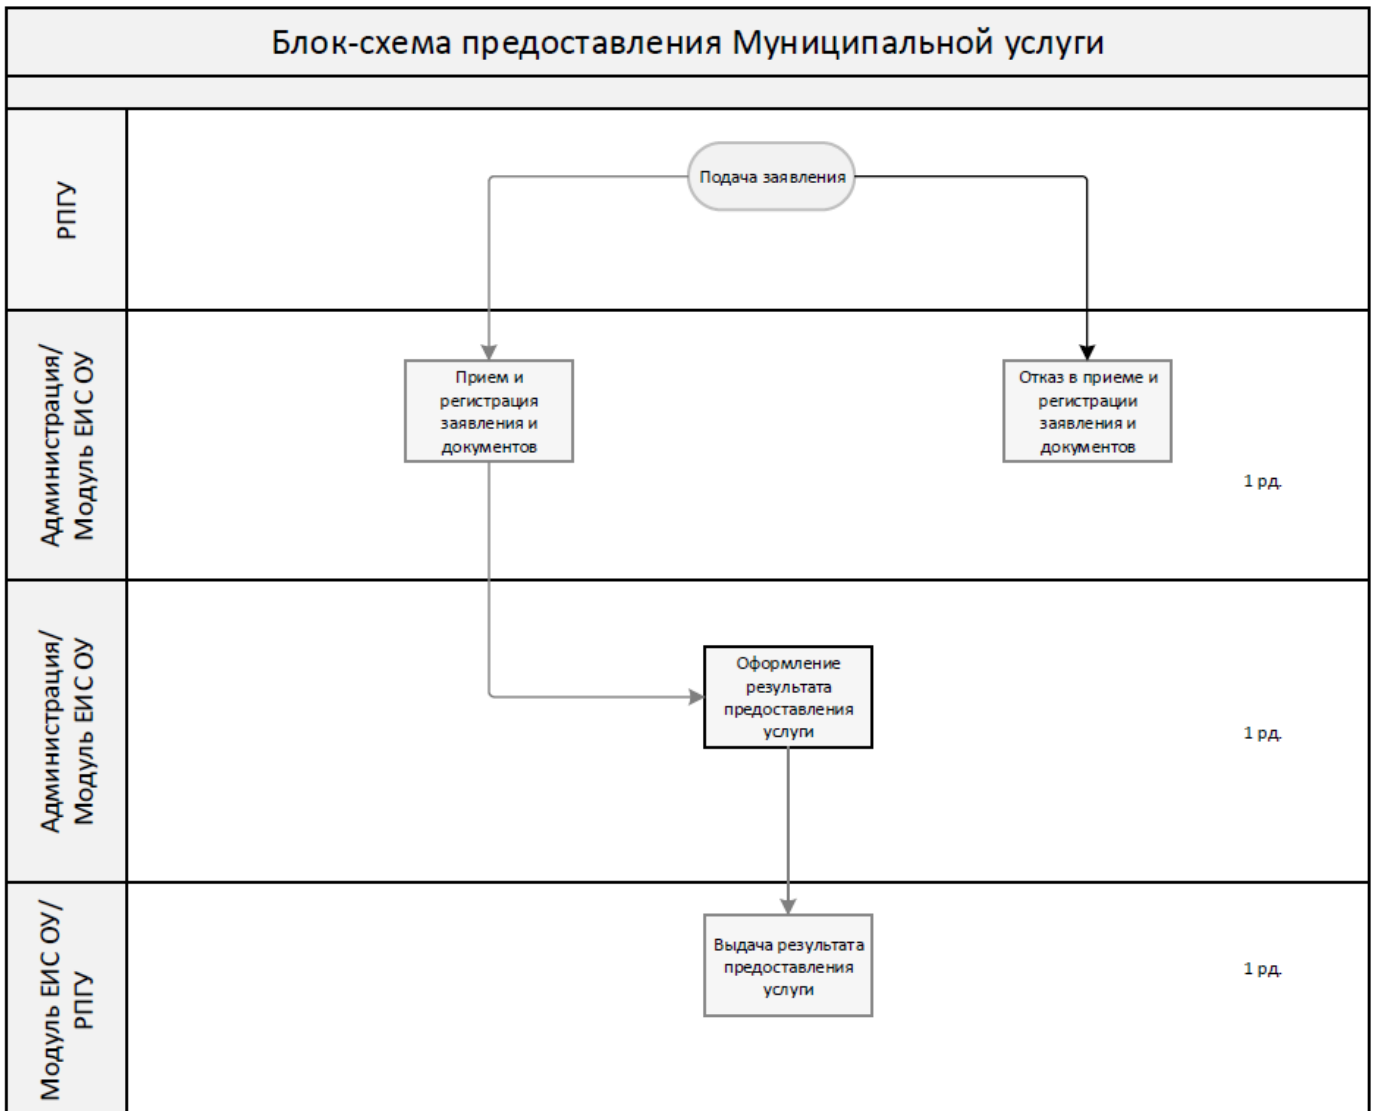 Блок-схема предоставления Муниципальной услуги
РПГУ
Подача заявления
Администрация/
Модуль ЕИС ОУ
Прием и
регистрация
заявления и
документов
Отказ в приеме и
регистрации
заявления и
документов
1 рд.
Администрация/
Модуль ЕИС ОУ
Оформление
результата
предоставления
услуги
1 рд.
Модуль ЕИС ОУ/
РПГУ
Выдача результата
предоставления
услуги
1 рд.